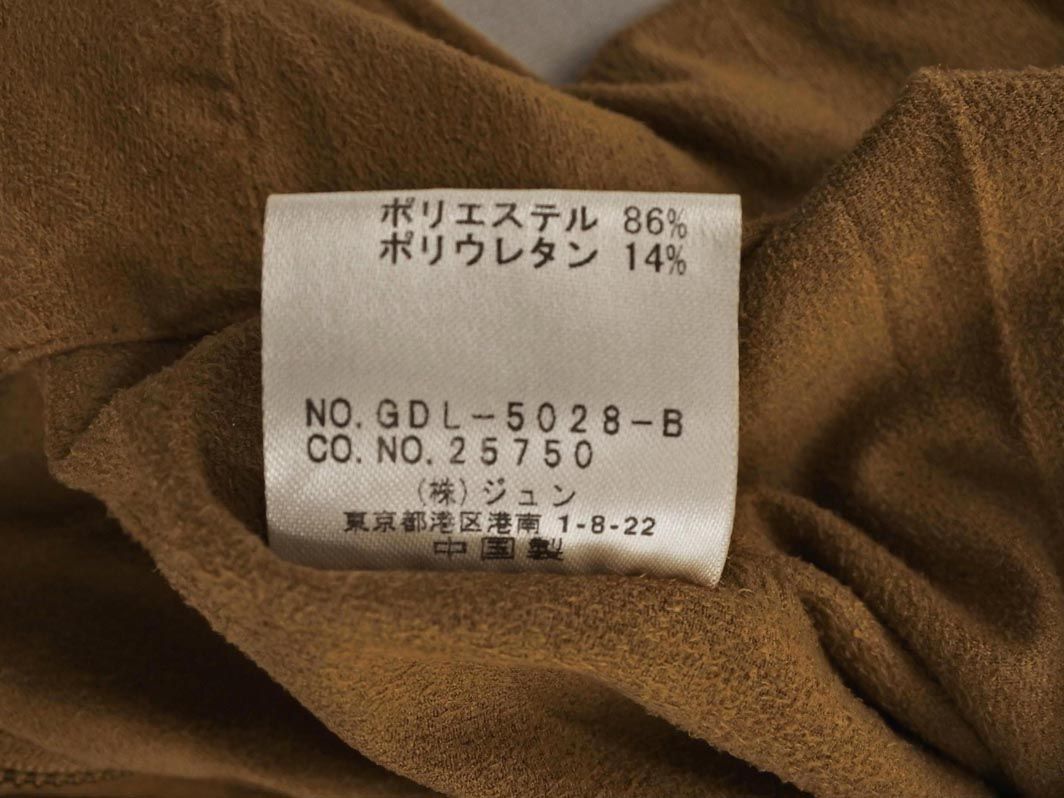 ポリエステル 86%
ポリウレタン 14%
NO. GDL-5028-B
CO. NO. 25750
(株)ジュン
東京都港区港南 1-8-22
中国製